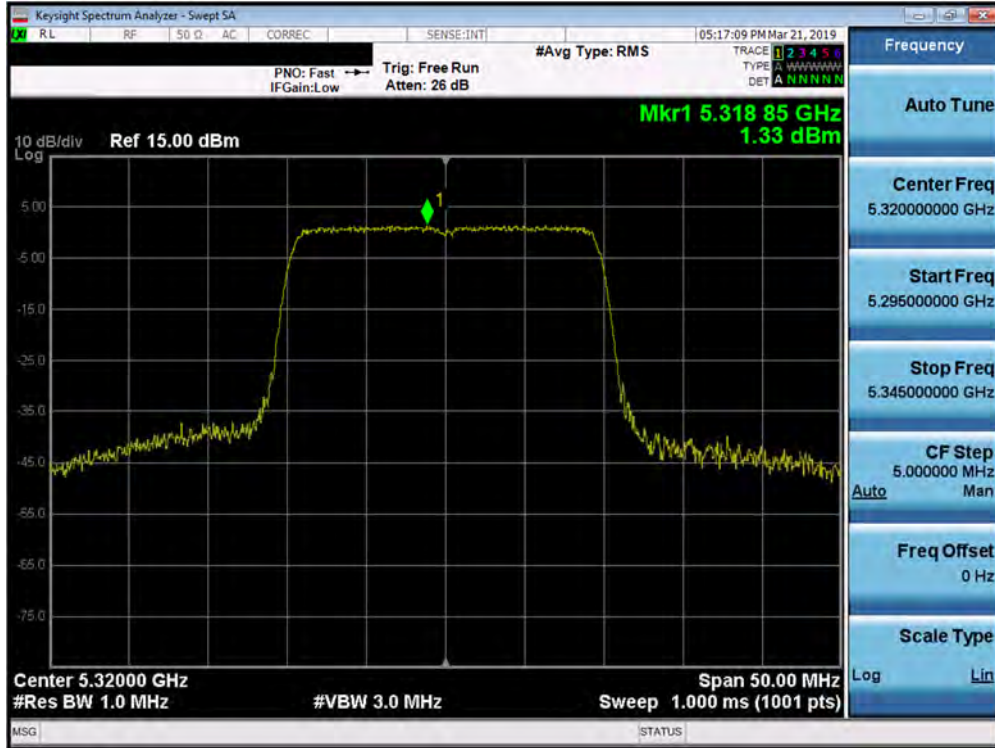 Keysight Spectrum Analyzer - Swept SA
LXI RL RF 50 Ω AC CORREC SENSE:INT 05:17:09 PM Mar 21, 2019
#Avg Type: RMS
TRACE 1 2 3 4 5 6
PNO: Fast Trig: Free Run
TYPE A WWWWW
IFGain:Low Atten: 26 dB
DET A N N N N N
Mkr1 5.318 85 GHz
1.33 dBm
10 dB/div Ref 15.00 dBm
Log
1
5.00
-5.00
-15.0
-25.0
-35.0
-45.0
-55.0
-65.0
-75.0
Center 5.32000 GHz Span 50.00 MHz
#Res BW 1.0 MHz #VBW 3.0 MHz Sweep 1.000 ms (1001 pts)
MSG STATUS
Frequency
Auto Tune
Center Freq
5.320000000 GHz
Start Freq
5.295000000 GHz
Stop Freq
5.345000000 GHz
CF Step
5.000000 MHz
Auto Man
Freq Offset
0 Hz
Scale Type
Log Lin